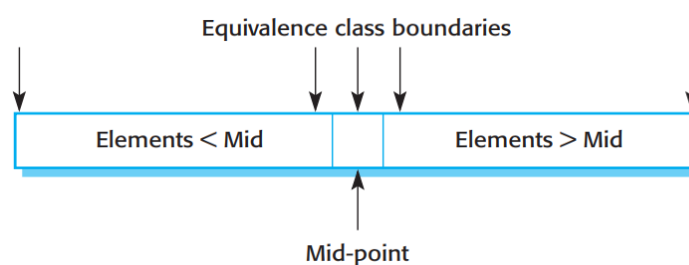 Equivalence class boundaries
Elements < Mid
Elements > Mid
Mid-point